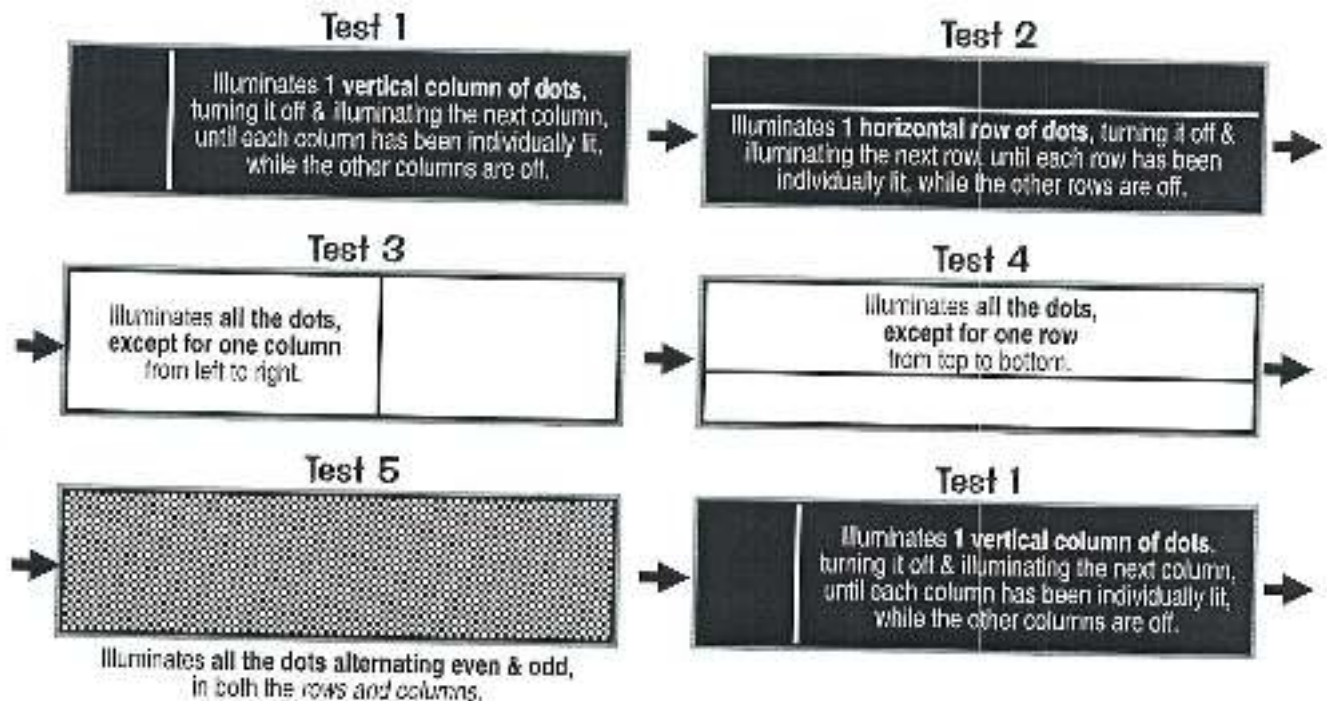 Test 1
Illuminates 1 vertical column of dots,
turning it off & illuminating the next column,
until each column has been individually lit,
while the other columns are off.
Test 2
Illuminates 1 horizontal row of dots, turning it off &
illuminating the next row until each row has been
individually lit, while the other rows are off.
Test 3
Illuminates all the dots,
except for one column
from left to right.
Test 4
Illuminates all the dots,
except for one row
from top to bottom.
Test 5
Illuminates all the dots alternating even & odd,
in both the rows and columns.
Test 1
Illuminates 1 vertical column of dots,
turning it off & illuminating the next column,
until each column has been individually lit,
while the other columns are off.